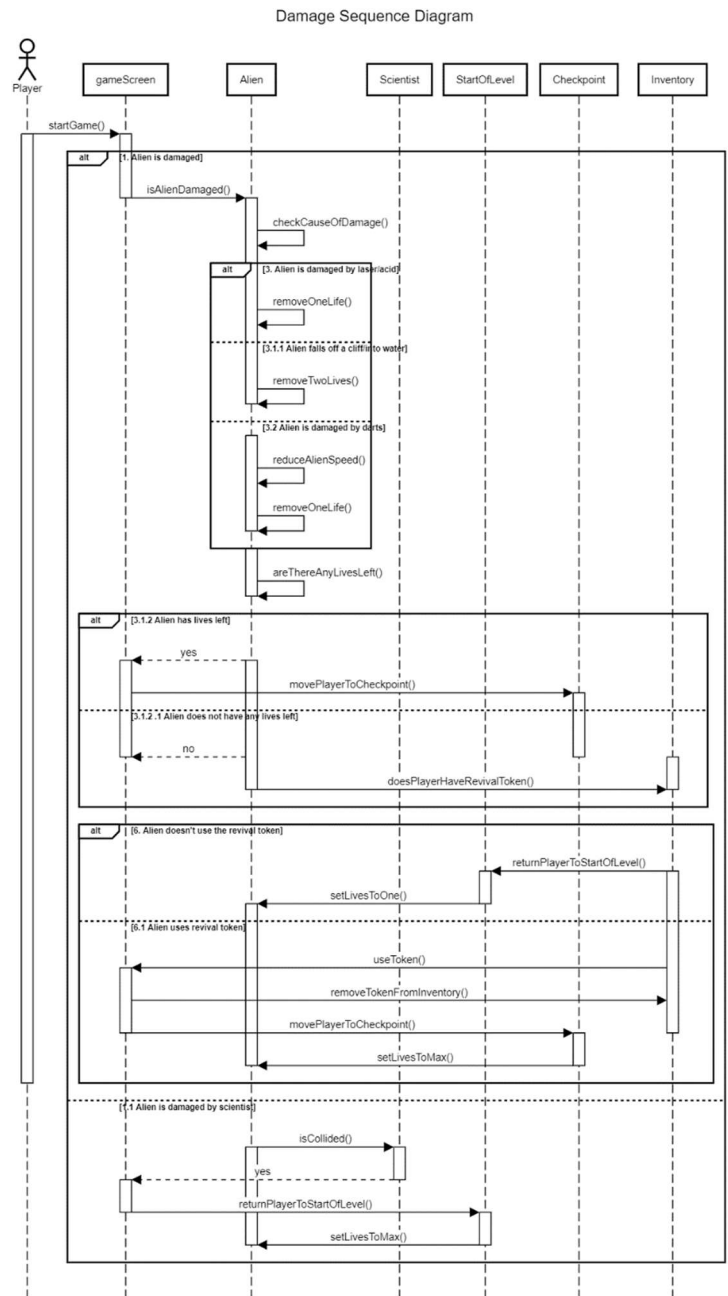 Damage Sequence Diagram
Player
gameScreen
Alien
Scientist
StartOfLevel
Checkpoint
Inventory
startGame()
alt
[1. Alien is damaged]
isAlienDamaged()
checkCauseOfDamage()
alt
[3. Alien is damaged by laser/acid]
removeOneLife()
[3.1.1 Alien falls off a cliff/into water]
removeTwoLives()
[3.2 Alien is damaged by darts]
reduceAlienSpeed()
removeOneLife()
areThereAnyLivesLeft()
alt
[3.1.2 Alien has lives left]
yes
movePlayerToCheckpoint()
[3.1.2 .1 Alien does not have any lives left]
no
doesPlayerHaveRevivalToken()
alt
[6. Alien doesn't use the revival token]
returnPlayerToStartOfLevel()
setLivesToOne()
[6.1 Alien uses revival token]
useToken()
removeTokenFromInventory()
movePlayerToCheckpoint()
setLivesToMax()
[1.1 Alien is damaged by scientist]
isCollided()
yes
returnPlayerToStartOfLevel()
setLivesToMax()